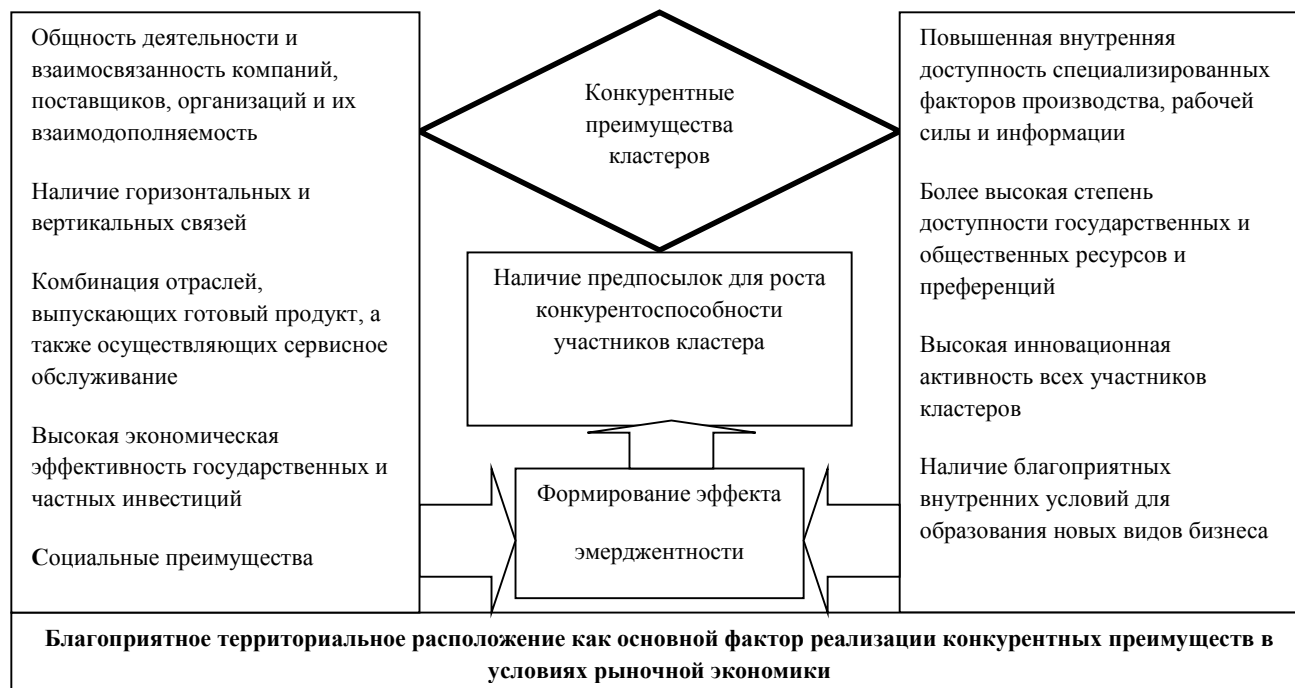 Общность деятельности и
взаимосвязанность компаний,
поставщиков, организаций и их
взаимодополняемость
Наличие горизонтальных и
вертикальных связей
Комбинация отраслей,
выпускающих готовый продукт, а
также осуществляющих сервисное
обслуживание
Высокая экономическая
эффективность государственных и
частных инвестиций
Социальные преимущества
Конкурентные
преимущества
кластеров
Наличие предпосылок для роста
конкурентоспособности
участников кластера
Формирование эффекта
эмерджентности
Повышенная внутренняя
доступность специализированных
факторов производства, рабочей
силы и информации
Более высокая степень
доступности государственных и
общественных ресурсов и
преференций
Высокая инновационная
активность всех участников
кластеров
Наличие благоприятных
внутренних условий для
образования новых видов бизнеса
Благоприятное территориальное расположение как основной фактор реализации конкурентных преимуществ в
условиях рыночной экономики